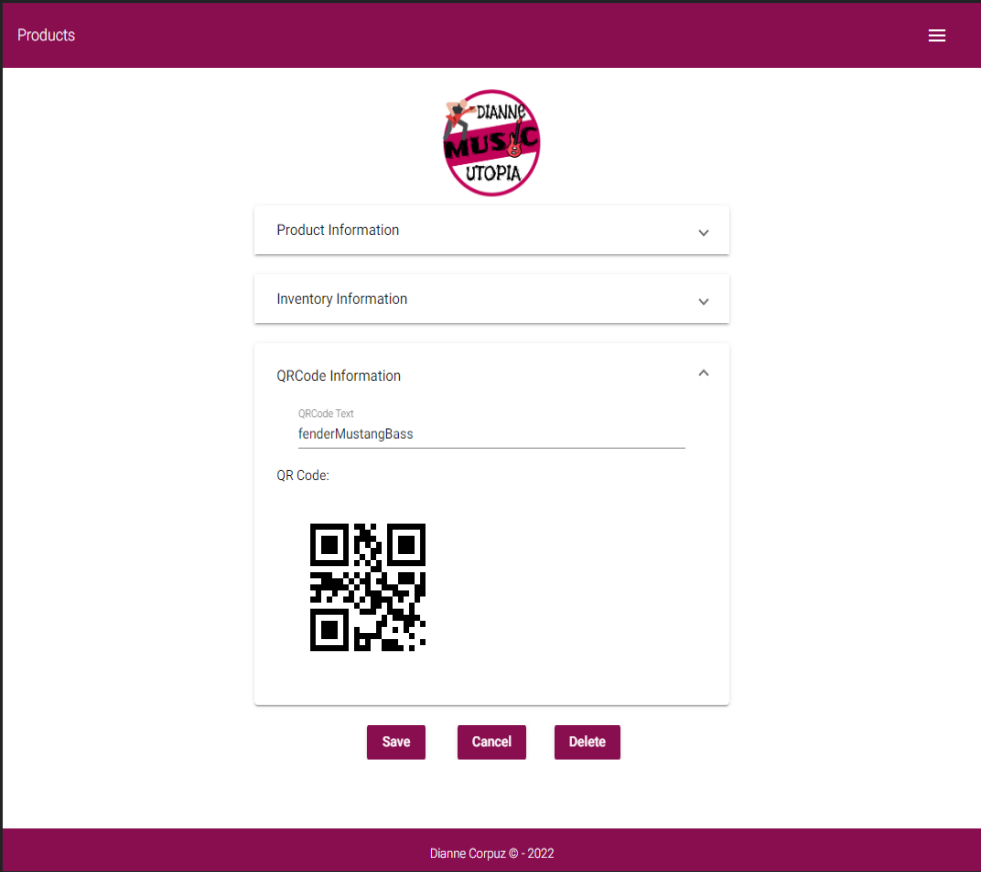 Products
DIANNE
MUSIC
UTOPIA
Product Information
Inventory Information
QRCode Information
QRCode Text
fenderMustangBass
QR Code:
Save
Cancel
Delete
Dianne Corpuz © - 2022